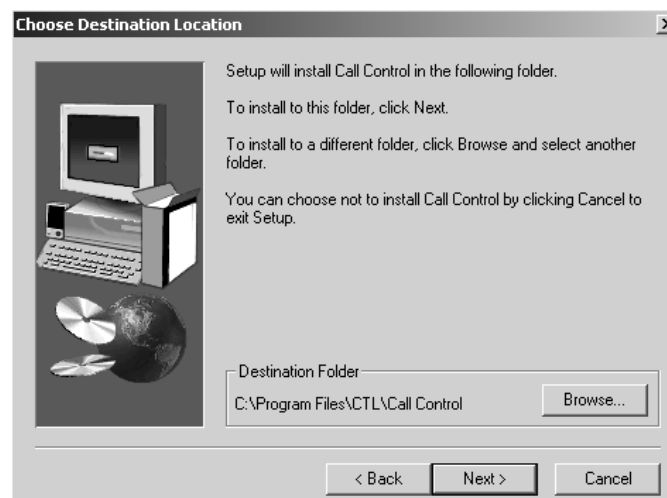 Choose Destination Location
Setup will install Call Control in the following folder.
To install to this folder, click Next.
To install to a different folder, click Browse and select another
folder.
You can choose not to install Call Control by clicking Cancel to
exit Setup.
Destination Folder
C:\Program Files\CTL\Call Control
Browse...
< Back
Next >
Cancel